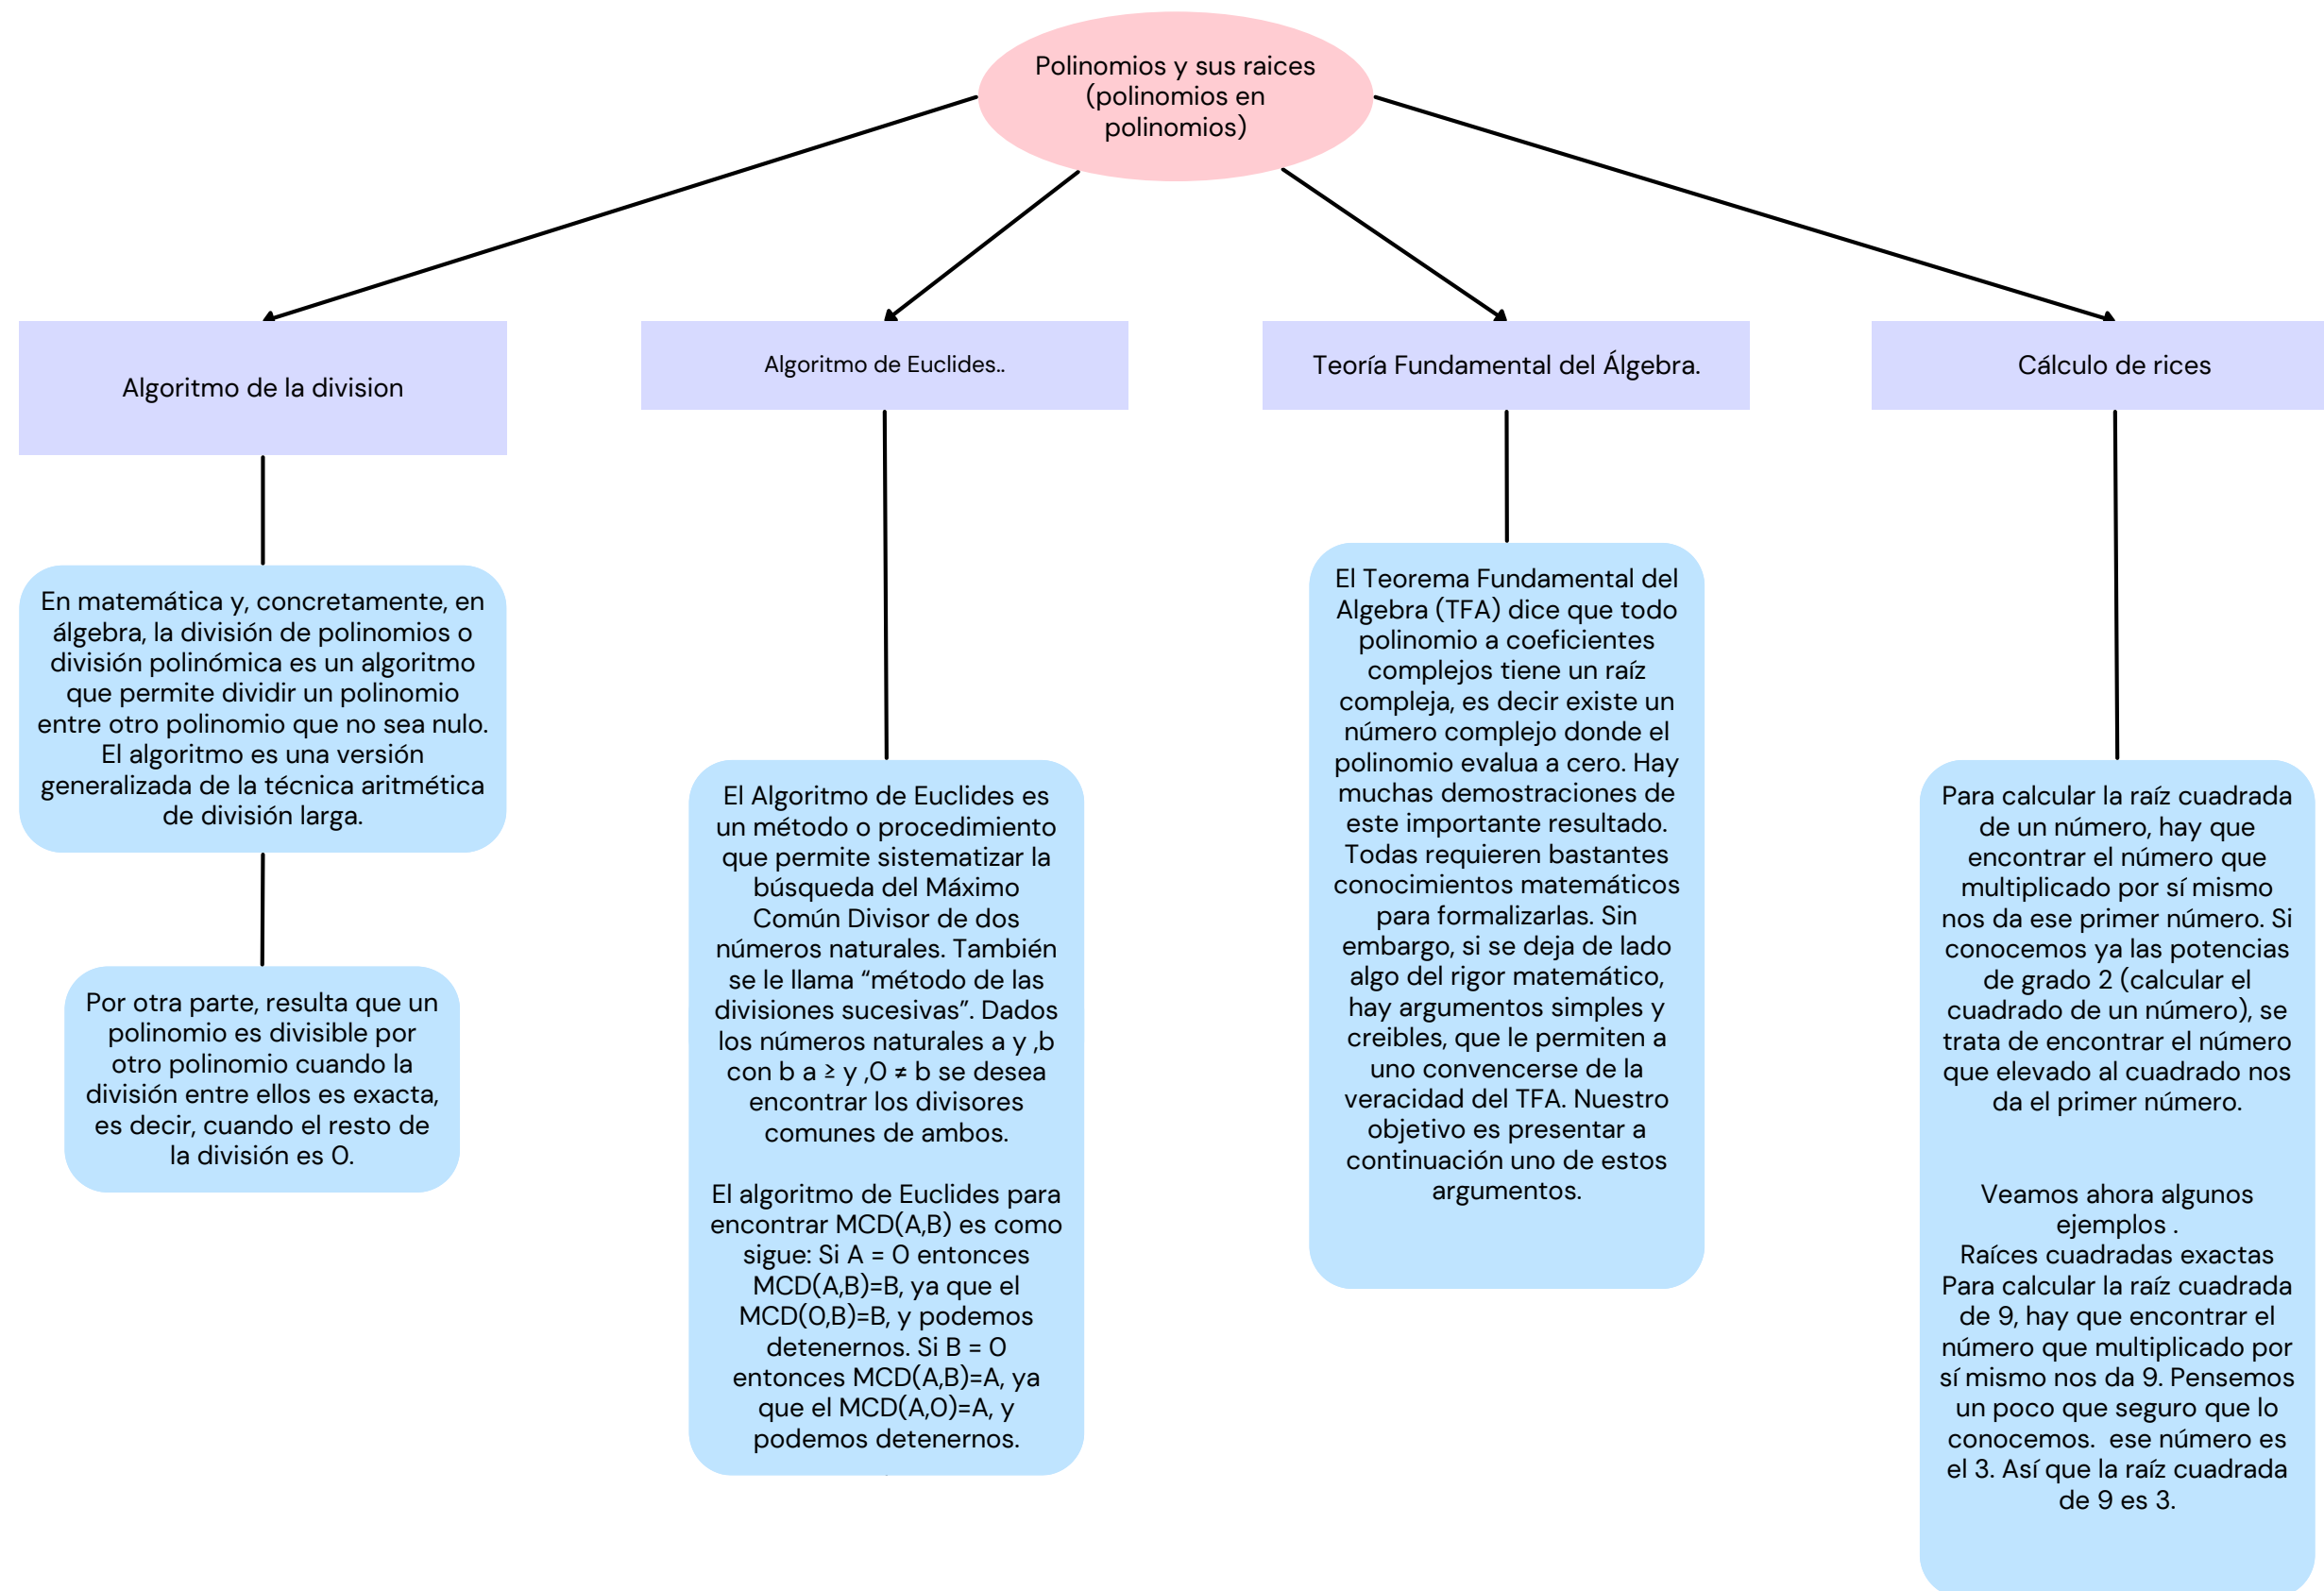 Polinomios y sus raices
(polinomios en
polinomios)
Algoritmo de la division
Algoritmo de Euclides..
Teoría Fundamental del Álgebra.
Cálculo de rices
En matemática y, concretamente, en
álgebra, la división de polinomios o
división polinómica es un algoritmo
que permite dividir un polinomio
entre otro polinomio que no sea nulo.
El algoritmo es una versión
generalizada de la técnica aritmética
de división larga.
Por otra parte, resulta que un
polinomio es divisible por
otro polinomio cuando la
división entre ellos es exacta,
es decir, cuando el resto de
la división es 0.
El Algoritmo de Euclides es
un método o procedimiento
que permite sistematizar la
búsqueda del Máximo
Común Divisor de dos
números naturales. También
se le llama “método de las
divisiones sucesivas”. Dados
los números naturales a y ,b
con b a ≥ y ,0 ≠ b se desea
encontrar los divisores
comunes de ambos.
El algoritmo de Euclides para
encontrar MCD(A,B) es como
sigue: Si A = 0 entonces
MCD(A,B)=B, ya que el
MCD(0,B)=B, y podemos
detenernos. Si B = 0
entonces MCD(A,B)=A, ya
que el MCD(A,0)=A, y
podemos detenernos.
El Teorema Fundamental del
Algebra (TFA) dice que todo
polinomio a coeficientes
complejos tiene un raíz
compleja, es decir existe un
número complejo donde el
polinomio evalua a cero. Hay
muchas demostraciones de
este importante resultado.
Todas requieren bastantes
conocimientos matemáticos
para formalizarlas. Sin
embargo, si se deja de lado
algo del rigor matemático,
hay argumentos simples y
creibles, que le permiten a
uno convencerse de la
veracidad del TFA. Nuestro
objetivo es presentar a
continuación uno de estos
argumentos.
Para calcular la raíz cuadrada
de un número, hay que
encontrar el número que
multiplicado por sí mismo
nos da ese primer número. Si
conocemos ya las potencias
de grado 2 (calcular el
cuadrado de un número), se
trata de encontrar el número
que elevado al cuadrado nos
da el primer número.
Veamos ahora algunos
ejemplos .
Raíces cuadradas exactas
Para calcular la raíz cuadrada
de 9, hay que encontrar el
número que multiplicado por
sí mismo nos da 9. Pensemos
un poco que seguro que lo
conocemos.  ese número es
el 3. Así que la raíz cuadrada
de 9 es 3.